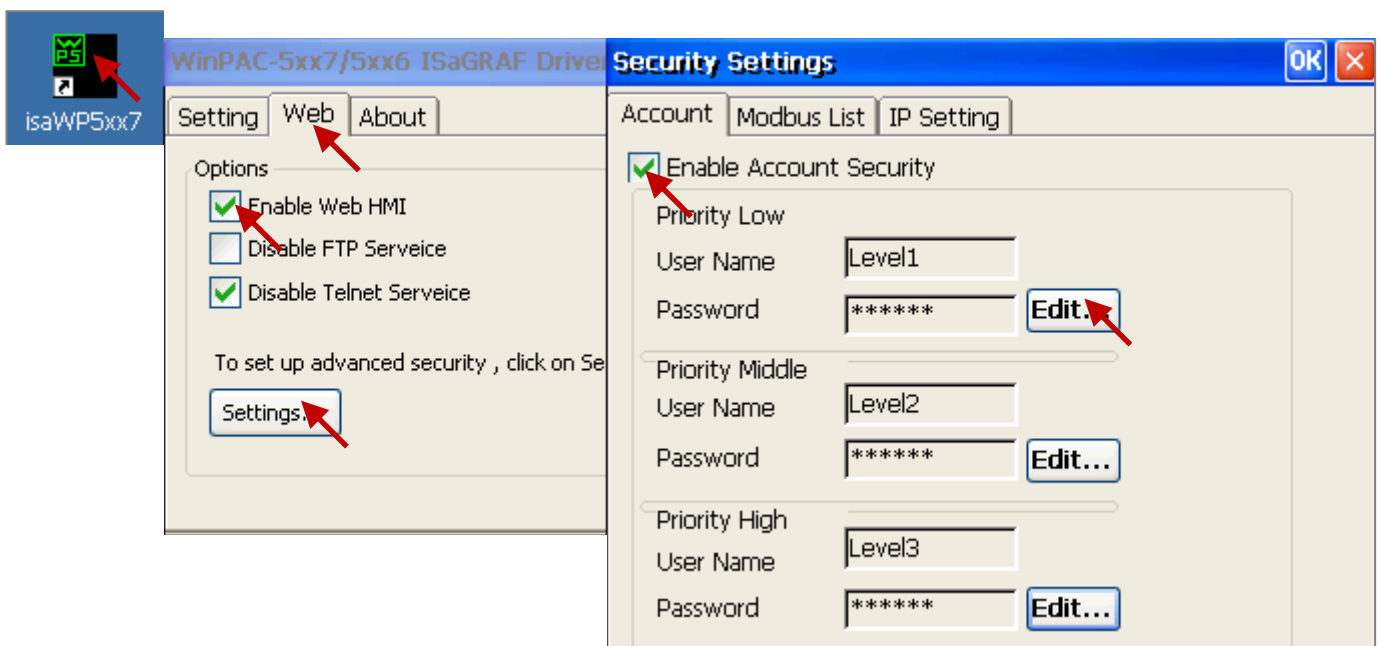 WPS
isaWP5xx7
WinPAC-5xx7/5xx6 ISaGRAF Driver
Setting Web About
Options
Enable Web HMI
Disable FTP Serveice
Disable Telnet Serveice
To set up advanced security , click on Se
Settings...
Security Settings OK
Account Modbus List IP Setting
Enable Account Security
Priority Low
User Name Level1
Password ****** Edit...
Priority Middle
User Name Level2
Password ****** Edit...
Priority High
User Name Level3
Password ****** Edit...